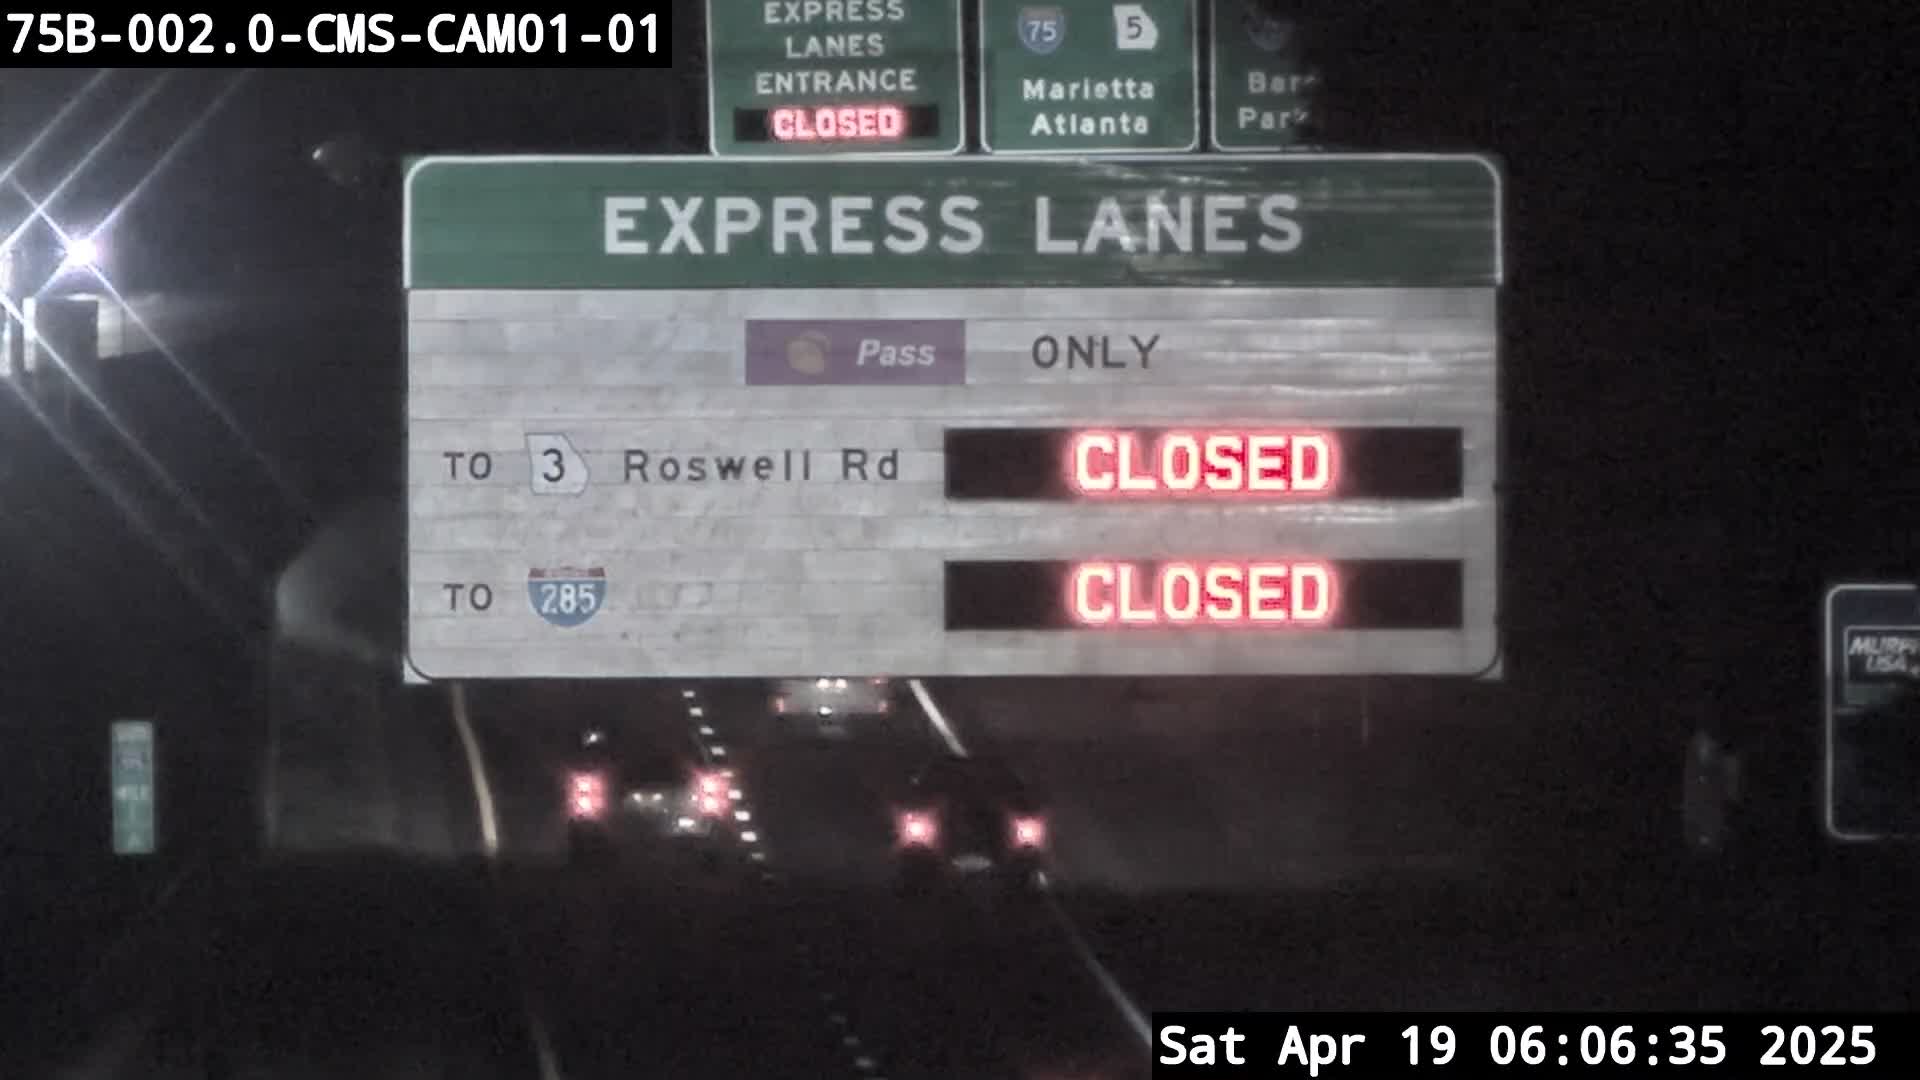 75B-002.0-CMS-CAM01-01
EXPRESS
LANES
ENTRANCE
CLOSED
75 5
Marietta
Atlanta
EXPRESS LANES
Pass ONLY
TO 3 Roswell Rd CLOSED
TO 285 CLOSED
USA
Sat Apr 19 06:06:35 2025